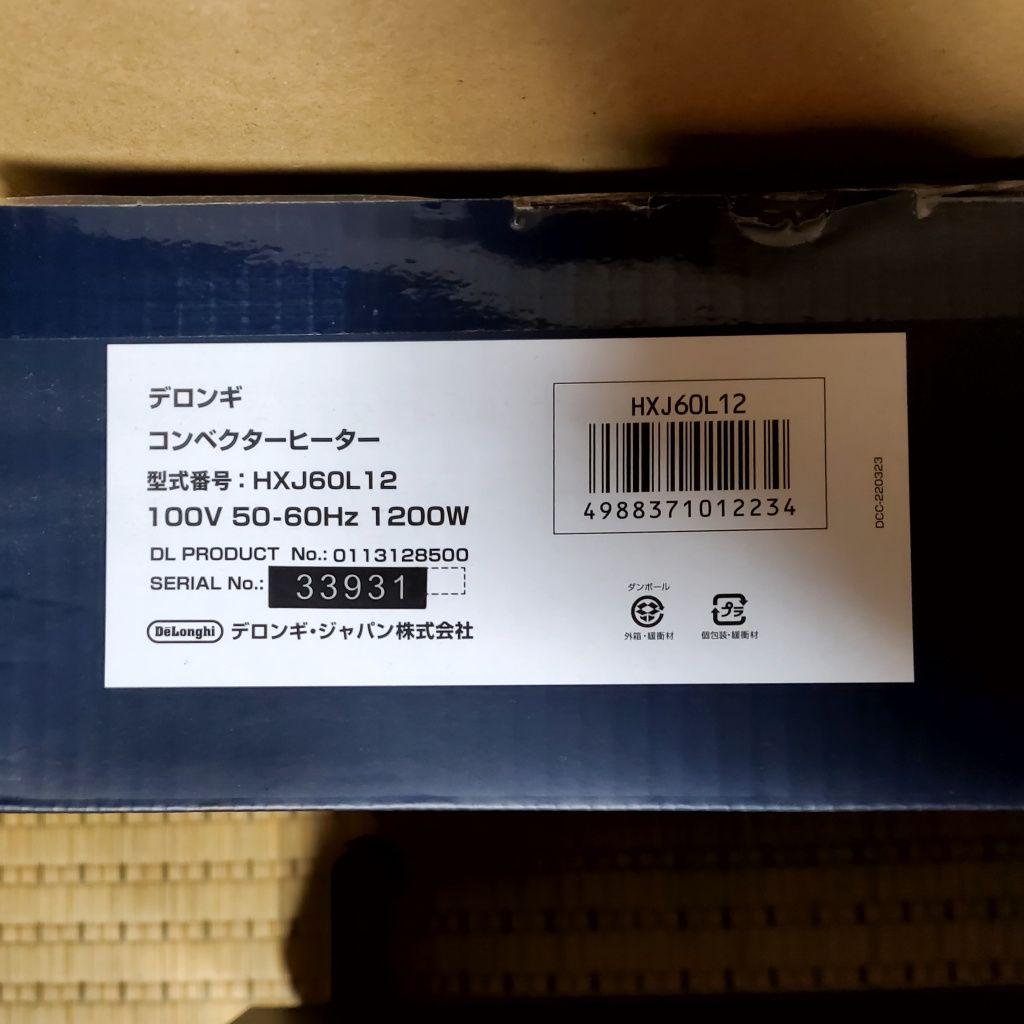 デロンギ
コンベクターヒーター
型式番号：HXJ60L12
100V 50-60Hz 1200W
DL PRODUCT No.: 0113128500
SERIAL No.: 33931
DeLonghi デロンギ・ジャパン株式会社
HXJ60L12
4988371012234
DCC-220323
ダンボール
外箱・緩衝材
プラ
個包装・緩衝材